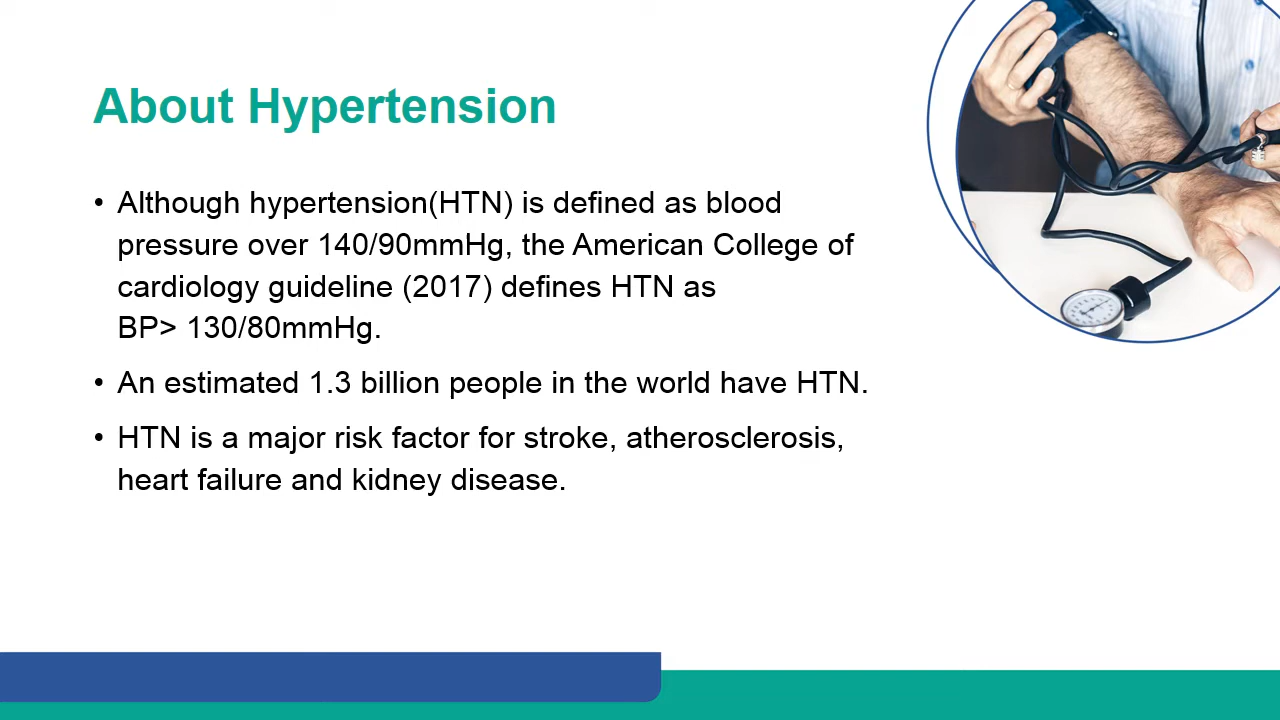 About Hypertension
• Although hypertension(HTN) is defined as blood
pressure over 140/90mmHg, the American College of
cardiology guideline (2017) defines HTN as
BP> 130/80mmHg.
• An estimated 1.3 billion people in the world have HTN.
• HTN is a major risk factor for stroke, atherosclerosis,
heart failure and kidney disease.